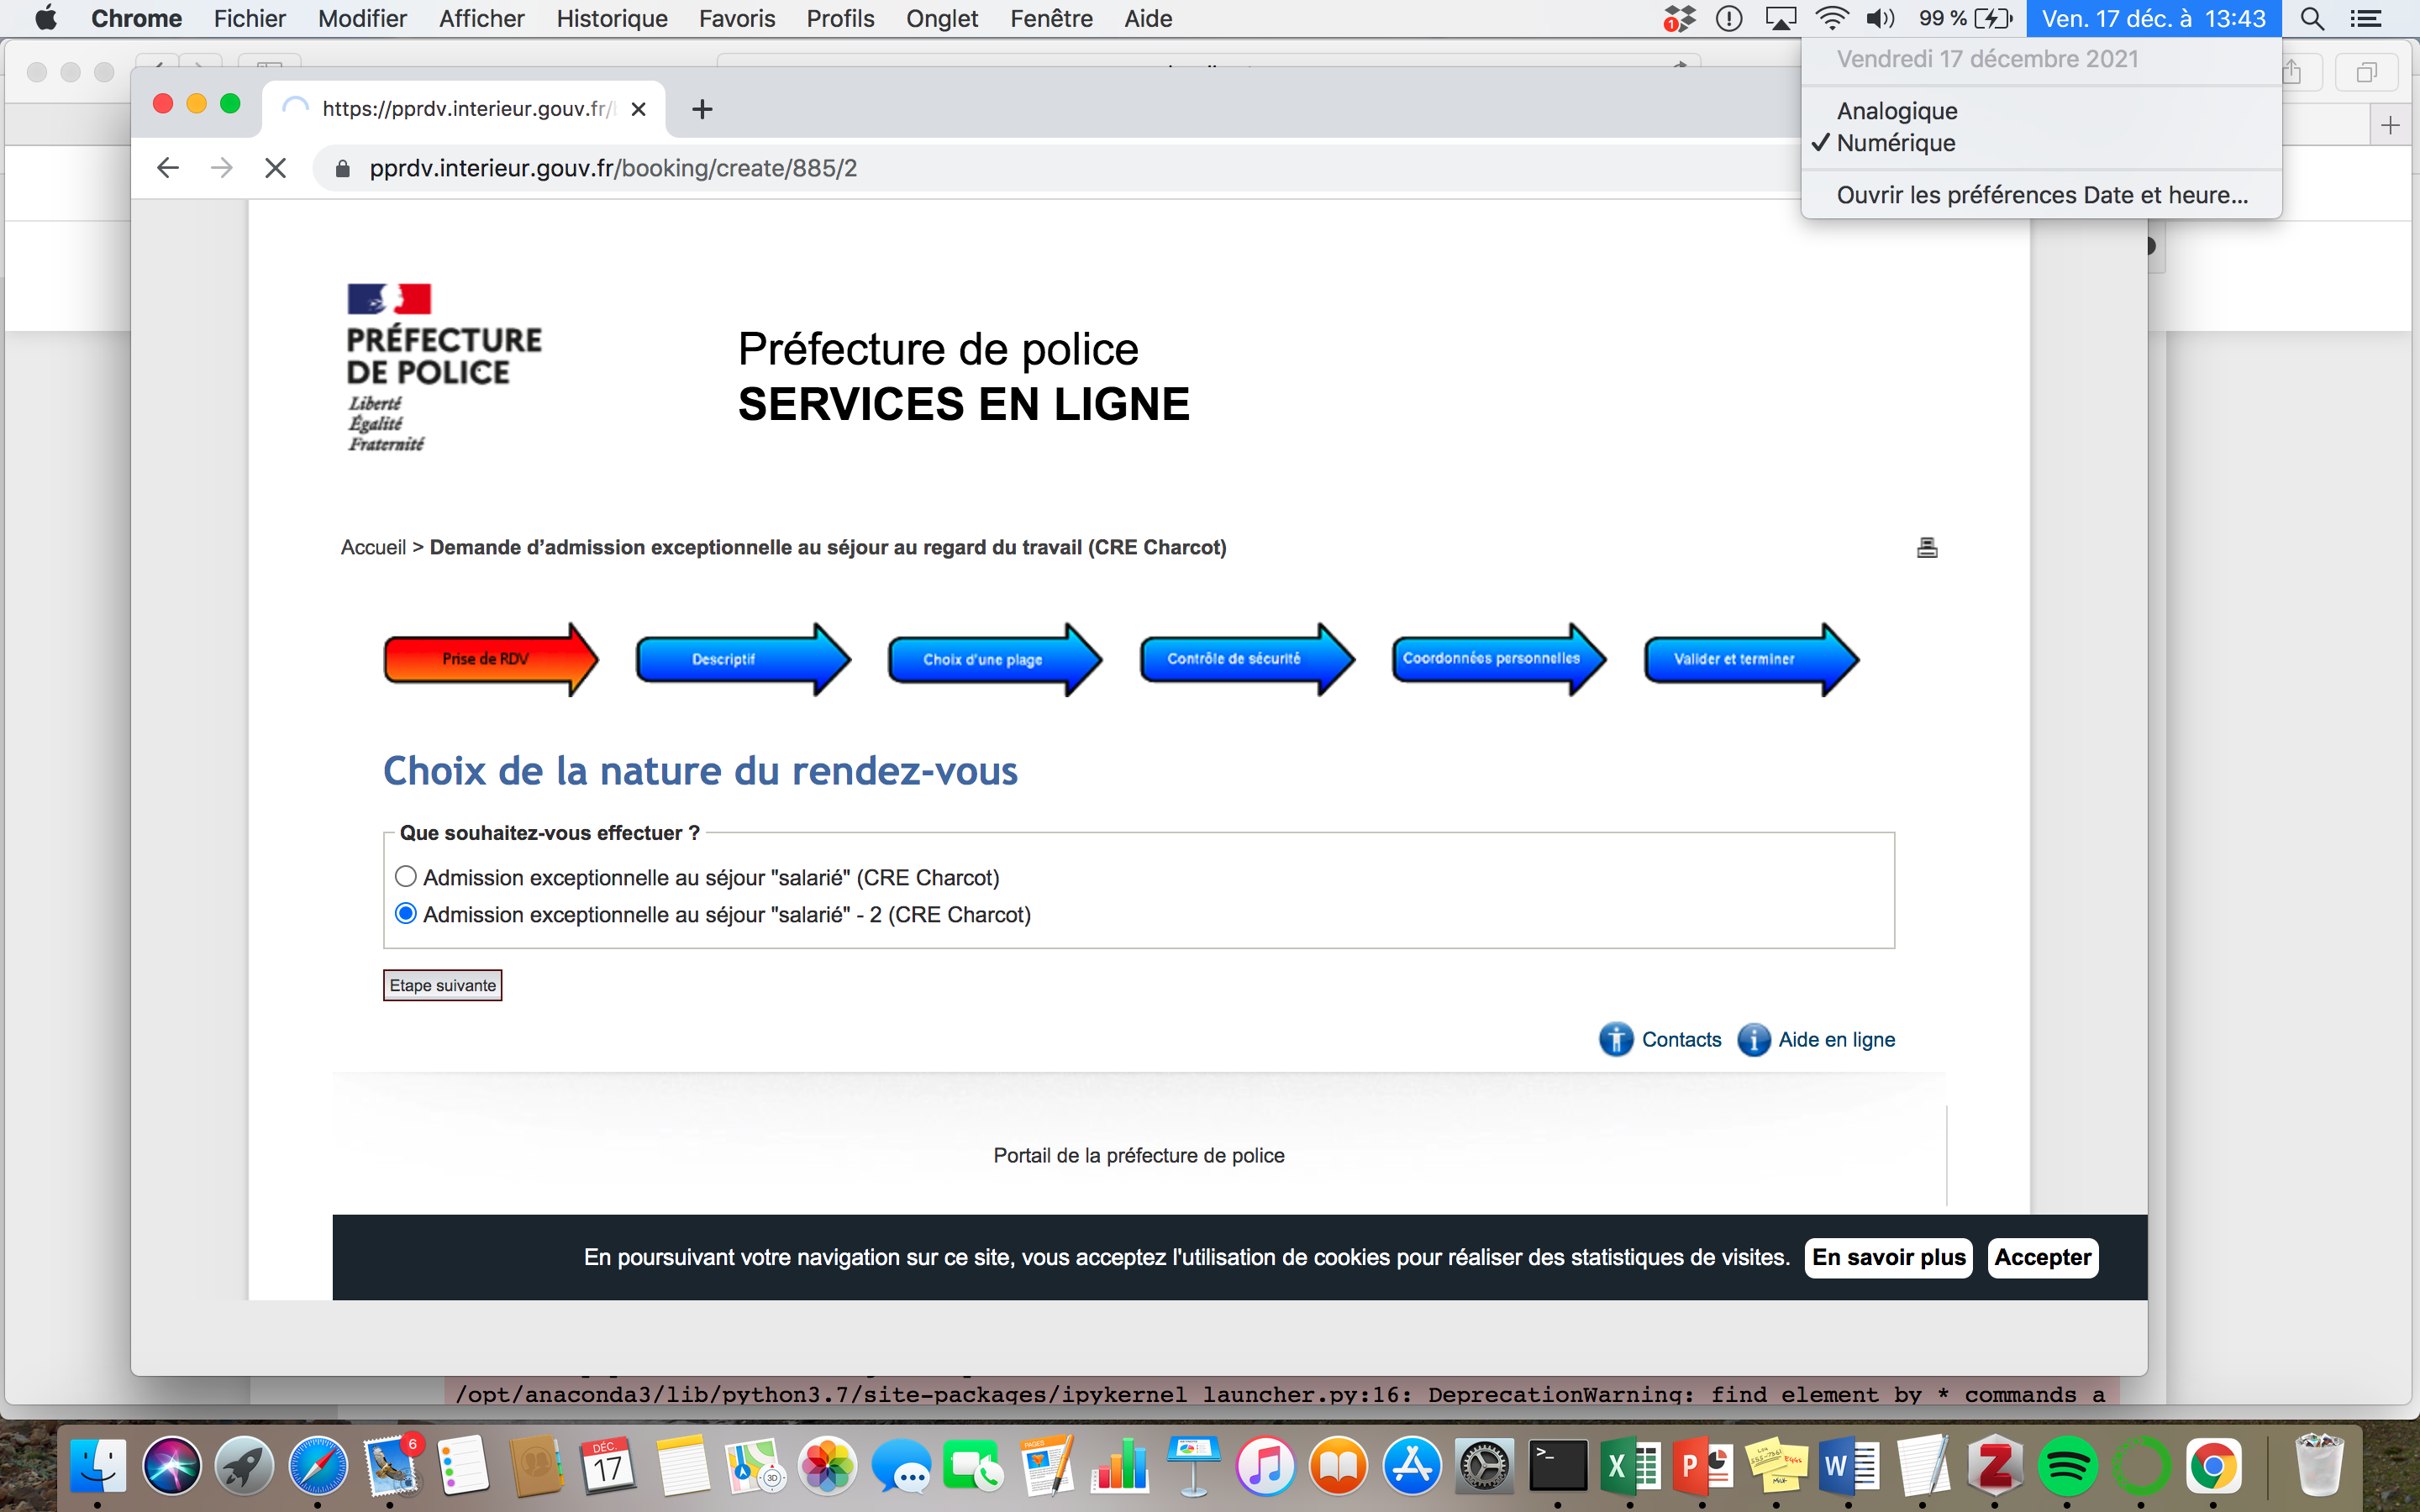 Chrome Fichier Modifier Afficher Historique Favoris Profils Onglet Fenêtre Aide 1 99 % Ven. 17 déc. à 13:43
Vendredi 17 décembre 2021
Analogique
✓ Numérique
Ouvrir les préférences Date et heure...
https://pprdv.interieur.gouv.fr/
pprdv.interieur.gouv.fr/booking/create/885/2
PRÉFECTURE
DE POLICE
Liberté
Égalité
Fraternité
Préfecture de police
SERVICES EN LIGNE
Accueil > Demande d’admission exceptionnelle au séjour au regard du travail (CRE Charcot)
Prise de RDV Descriptif Choix d'une plage Contrôle de sécurité Coordonnées personnelles Valider et terminer
Choix de la nature du rendez-vous
Que souhaitez-vous effectuer ?
Admission exceptionnelle au séjour "salarié" (CRE Charcot)
Admission exceptionnelle au séjour "salarié" - 2 (CRE Charcot)
Etape suivante
Contacts Aide en ligne
Portail de la préfecture de police
En poursuivant votre navigation sur ce site, vous acceptez l'utilisation de cookies pour réaliser des statistiques de visites. En savoir plus Accepter
/opt/anaconda3/lib/python3.7/site-packages/ipykernel_launcher.py:16: DeprecationWarning: find_element_by_* commands a
6
DÉC.
17
3D
PAGES
>_
X
P
W
Z